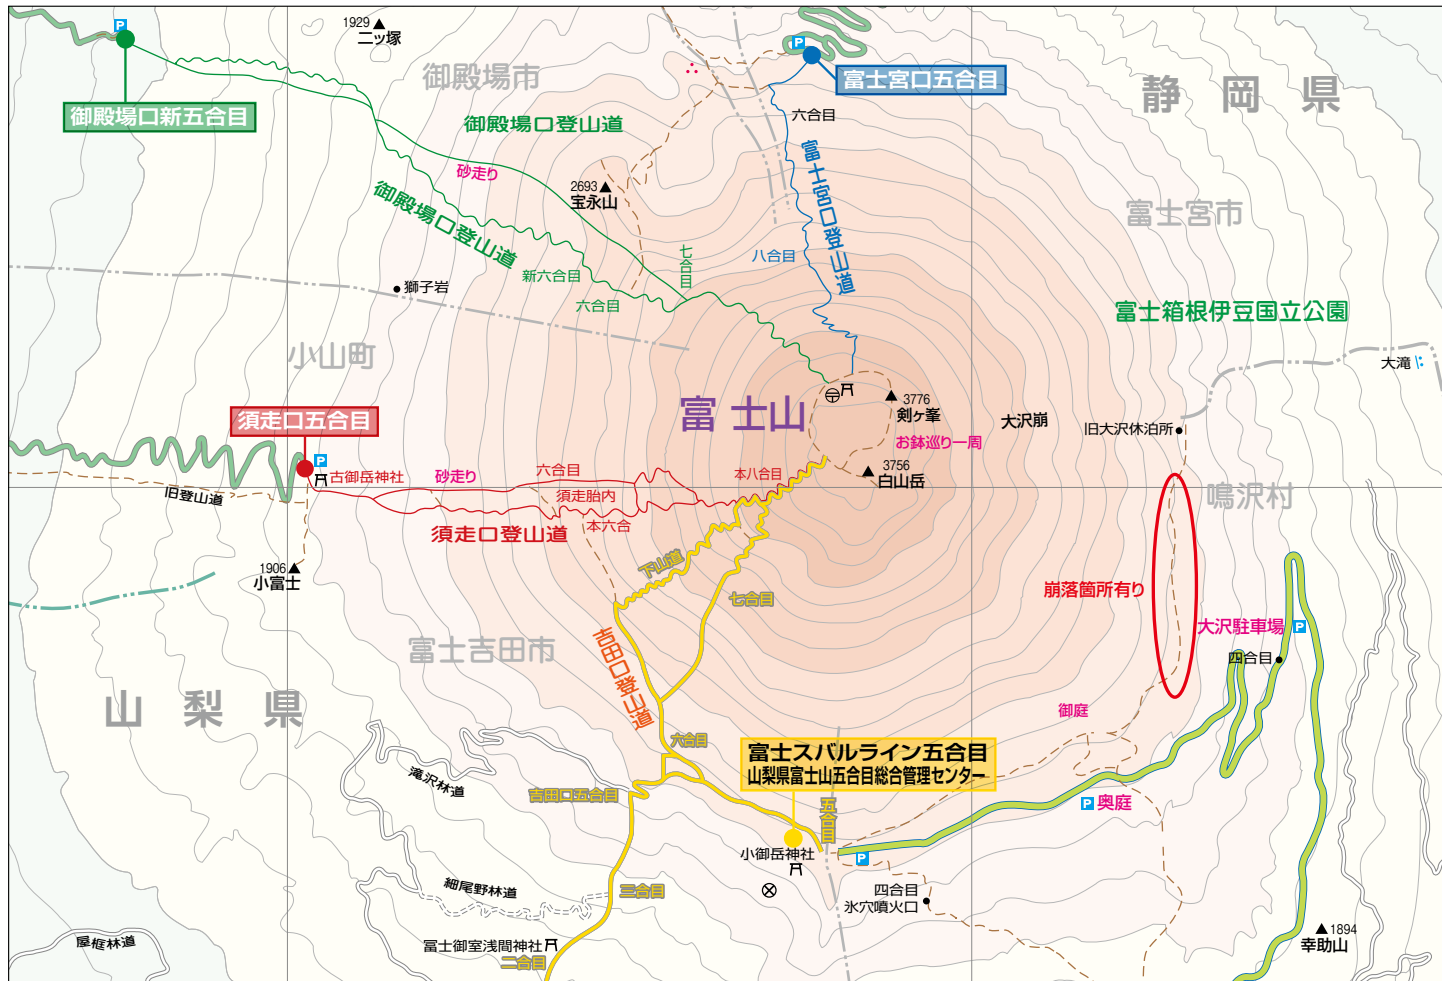 P
1929
二ッ塚
P
御殿場市
富士宮口五合目
静岡県
御殿場口新五合目
六合目
御殿場口登山道
富士宮口登山道
砂走り
2693
宝永山
御殿場口登山道
富士宮市
七合目
八合目
新六合目
獅子岩
六合目
富士箱根伊豆国立公園
小山町
大滝
富士山
3776
剣ヶ峯
大沢崩
旧大沢休泊所
須走口五合目
お鉢巡り一周
P
古御岳神社
砂走り
六合目
本八合目
3756
白山岳
旧登山道
須走胎内
鳴沢村
須走口登山道
本六合
1906
小富士
下山道
七合目
崩落箇所有り
大沢駐車場
P
富士吉田市
吉田口登山道
四合目
山梨県
御庭
六合目
富士スバルライン五合目
山梨県富士山五合目総合管理センター
滝沢林道
吉田口五合目
五合目
P
奥庭
小御岳神社
P
細尾野林道
三合目
四合目
氷穴噴火口
屋框林道
富士御室浅間神社
二合目
1894
幸助山